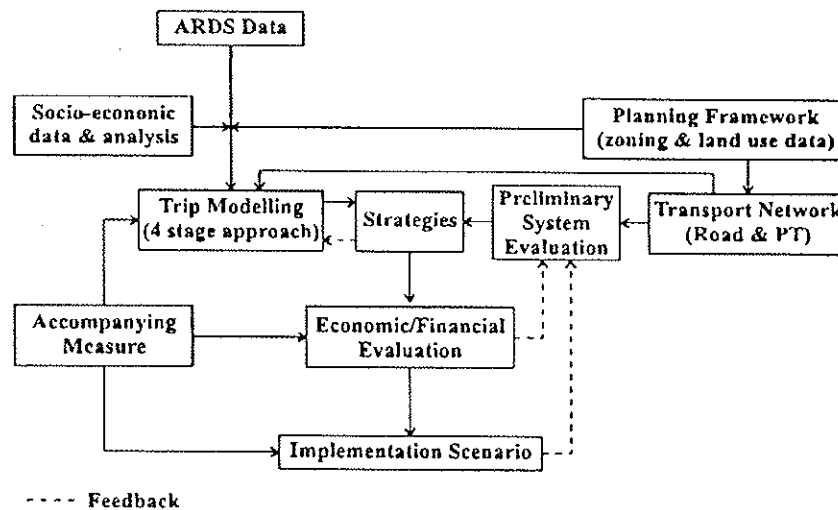 ARDS Data
Socio-econonic
data & analysis
Planning Framework
(zoning & land use data)
Trip Modelling
(4 stage approach)
Strategies
Preliminary
System
Evaluation
Transport Network
(Road & PT)
Accompanying
Measure
Economic/Financial
Evaluation
Implementation Scenario
---- Feedback